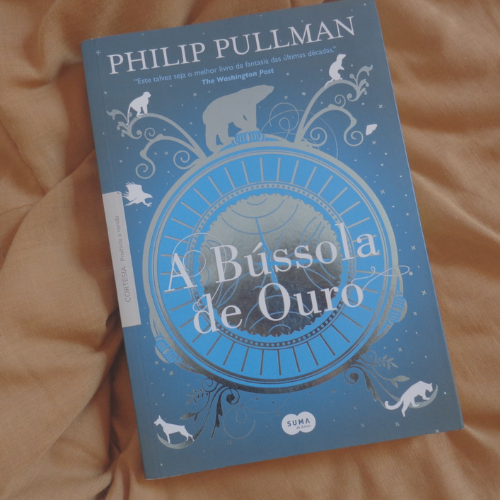 PHILIP PULLMAN
"Este talvez seja o melhor livro de fantasia das últimas décadas."
The Washington Post
A Bússola
de Ouro
CORTESIA
SUMA